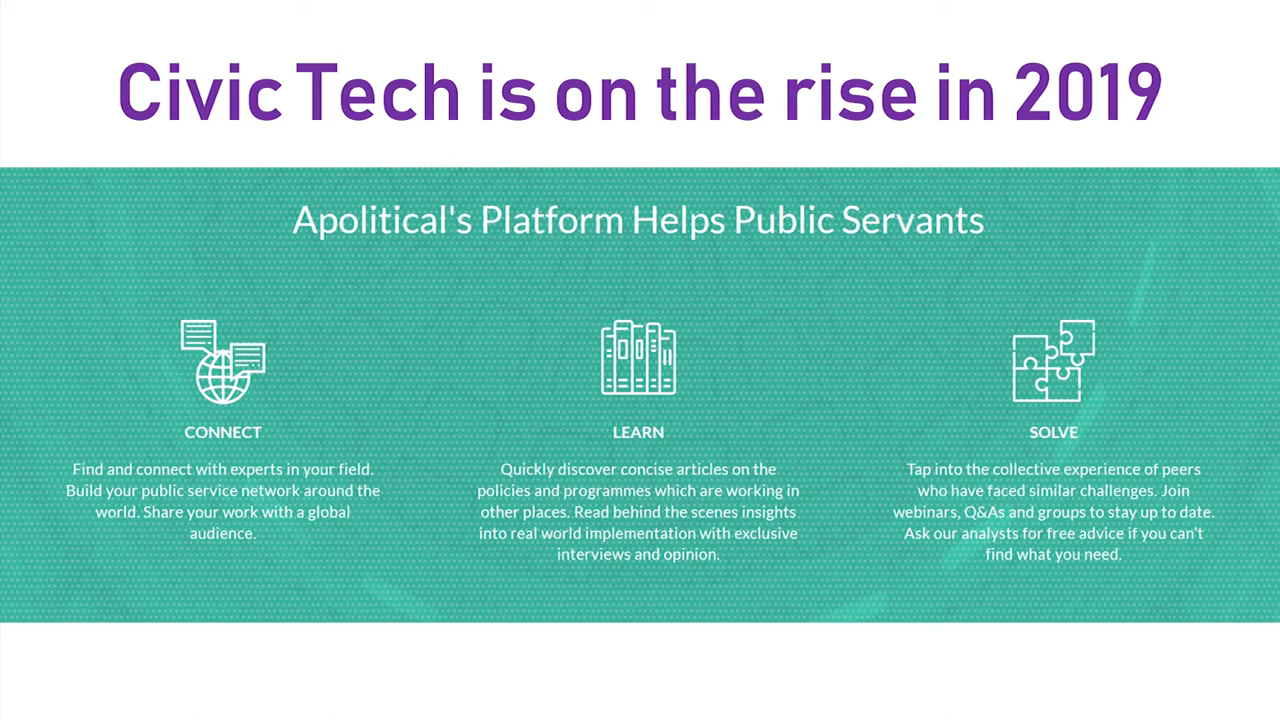 Civic Tech is on the rise in 2019
Apolitical's Platform Helps Public Servants
CONNECT
Find and connect with experts in your field.
Build your public service network around the
world. Share your work with a global
audience.
LEARN
Quickly discover concise articles on the
policies and programmes which are working in
other places. Read behind the scenes insights
into real world implementation with exclusive
interviews and opinion.
SOLVE
Tap into the collective experience of peers
who have faced similar challenges. Join
webinars, Q&As and groups to stay up to date.
Ask our analysts for free advice if you can't
find what you need.